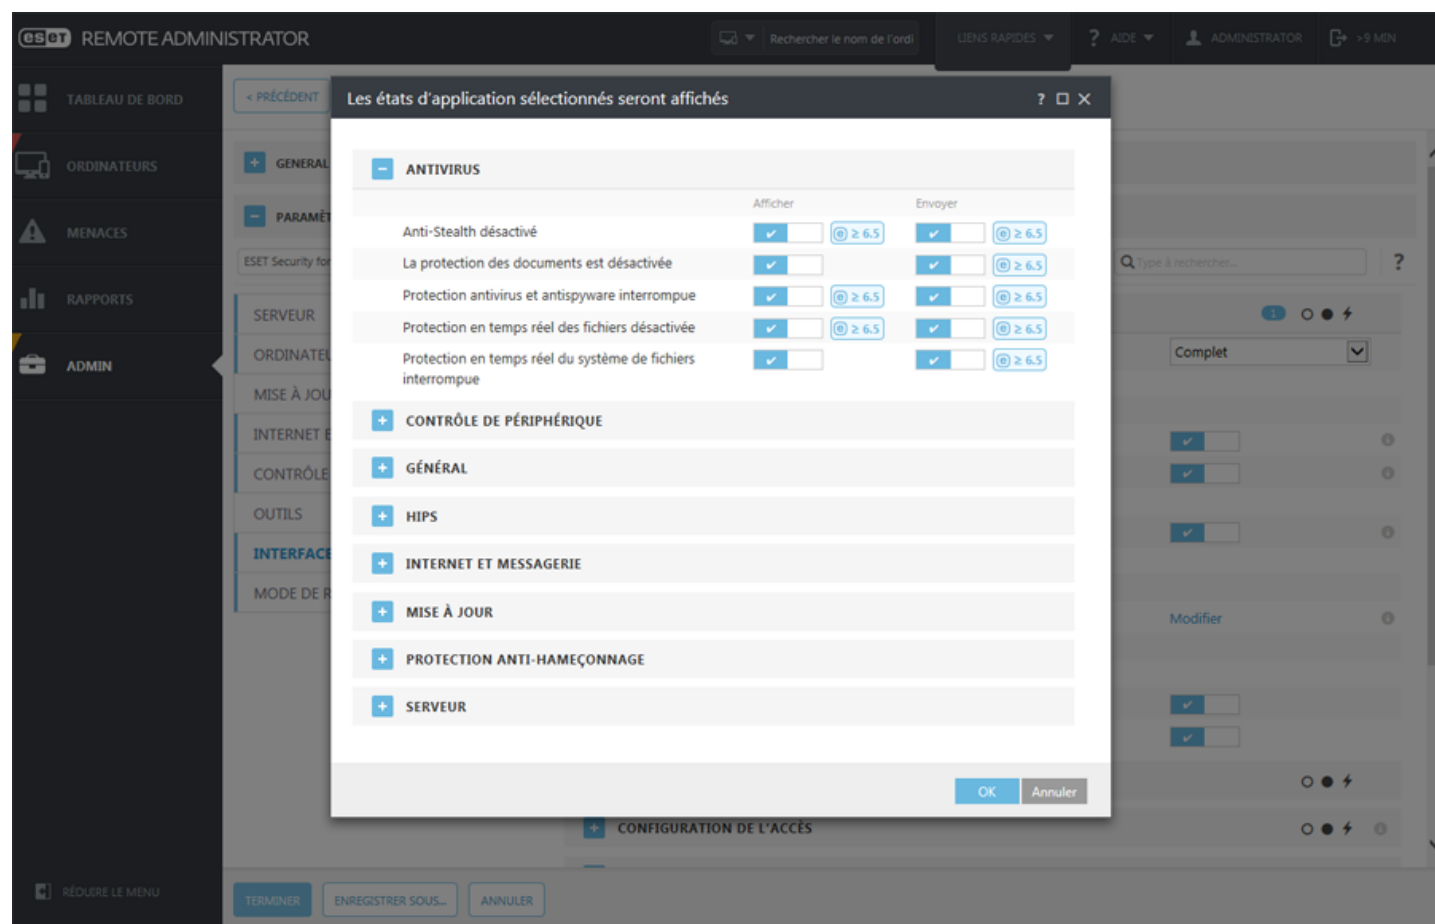 eset REMOTE ADMINISTRATOR
Rechercher le nom de l'ordi
LIENS RAPIDES
? AIDE
ADMINISTRATOR
>9 MIN
TABLEAU DE BORD
ORDINATEURS
MENACES
RAPPORTS
ADMIN
RÉDUIRE LE MENU
< PRÉCÉDENT
+ GENERAL
- PARAMÈT
ESET Security for
Type à rechercher...
?
SERVEUR
ORDINATEU
MISE À JOU
INTERNET E
CONTRÔLE
OUTILS
INTERFACE
MODE DE R
Les états d'application sélectionnés seront affichés
?
- ANTIVIRUS
Afficher Envoyer
Anti-Stealth désactivé ≥ 6.5 ≥ 6.5
La protection des documents est désactivée ≥ 6.5
Protection antivirus et antispyware interrompue ≥ 6.5 ≥ 6.5
Protection en temps réel des fichiers désactivée ≥ 6.5 ≥ 6.5
Protection en temps réel du système de fichiers ≥ 6.5
interrompue
+ CONTRÔLE DE PÉRIPHÉRIQUE
+ GÉNÉRAL
+ HIPS
+ INTERNET ET MESSAGERIE
+ MISE À JOUR
+ PROTECTION ANTI-HAMEÇONNAGE
+ SERVEUR
OK Annuler
1
Complet
Modifier
+ CONFIGURATION DE L'ACCÈS
TERMINER ENREGISTRER SOUS... ANNULER